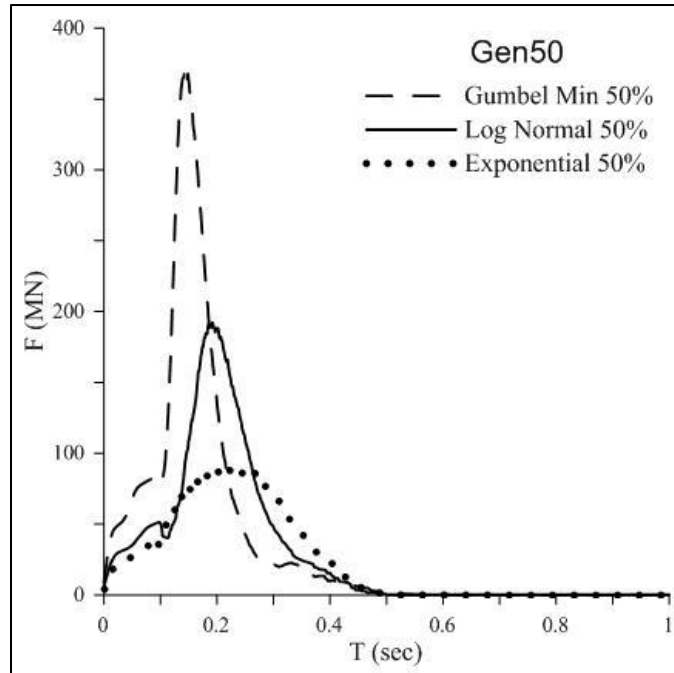 400
Gen50
Gumbel Min 50%
Log Normal 50%
Exponential 50%
300
F (MN)
200
100
0
0 0.2 0.4 0.6 0.8 1
T (sec)